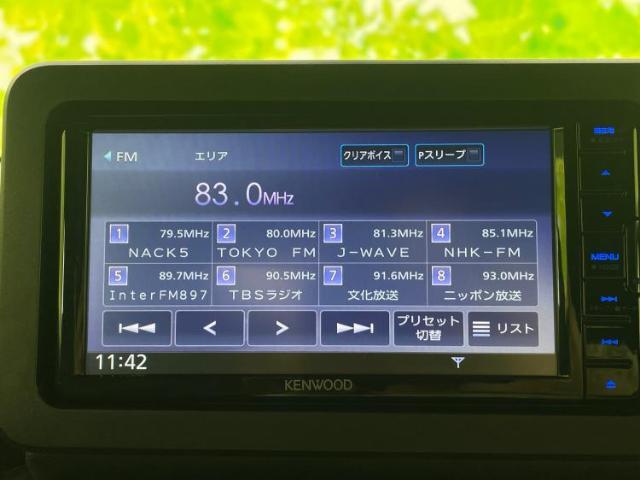 FM エリア クリアボイス Pスリープ
83.0MHz
1 79.5MHz 2 80.0MHz 3 81.3MHz 4 85.1MHz
NACK5 TOKYO FM J-WAVE NHK-FM
5 89.7MHz 6 90.5MHz 7 91.6MHz 8 93.0MHz
InterFM897 TBSラジオ 文化放送 ニッポン放送
プリセット
切替
リスト
11:42
KENWOOD
MENU